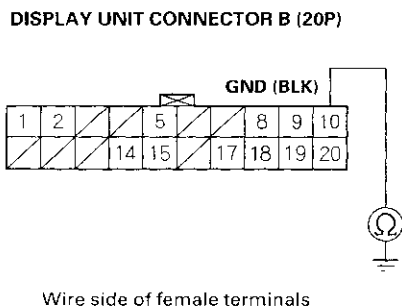 DISPLAY UNIT CONNECTOR B (20P)
GND (BLK)
1 2 5 8 9 10
14 15 17 18 19 20
Ω
Wire side of female terminals